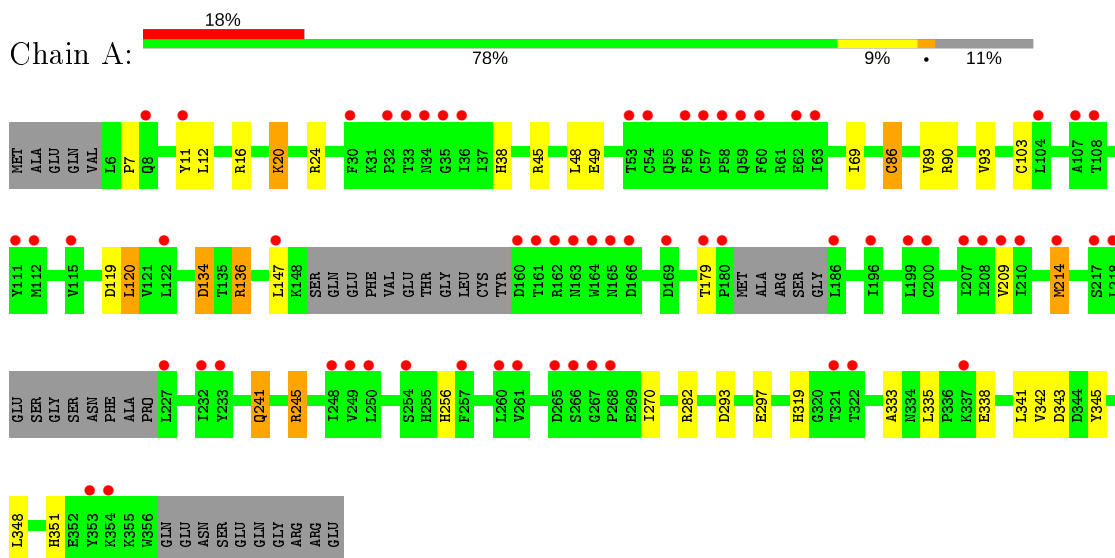 18%
Chain A:
78%
9%
•
11%
MET ALA GLU GLN VAL L6 P7 Q8 Y11 L12 R16 K20 R24 F30 K31 P32 T33 N34 G35 I36 I37 H38 R45 L48 E49 T53 C54 Q55 F56 C57 P58 Q59 F60 R61 E62 I63 I69 C86 V89 R90 V93 C103 L104 A107 T108
Y111 M112 V115 D119 L120 V121 L122 D134 T135 R136 L147 K148 SER GLN GLU PHE VAL GLU THR GLY LEU CYS TYR D160 T161 R162 N163 W164 N165 D166 D169 T179 P180 MET ALA ARG SER GLY L186 I196 L199 C200 I207 I208 V209 I210 M214 S217 L218
GLU SER GLY SER ASN PHE ALA PRO L227 I232 Y233 Q241 R245 I248 V249 L250 S254 H255 H256 F257 L260 V261 D265 S266 G267 P268 E269 I270 R282 D293 E297 H319 G320 T321 T322 A333 N334 L335 P336 K337 E338 L341 V342 D343 D344 Y345
L348 H351 E352 Y353 K354 K355 W356 GLN GLU ASN SER GLU GLN GLY ARG ARG GLU